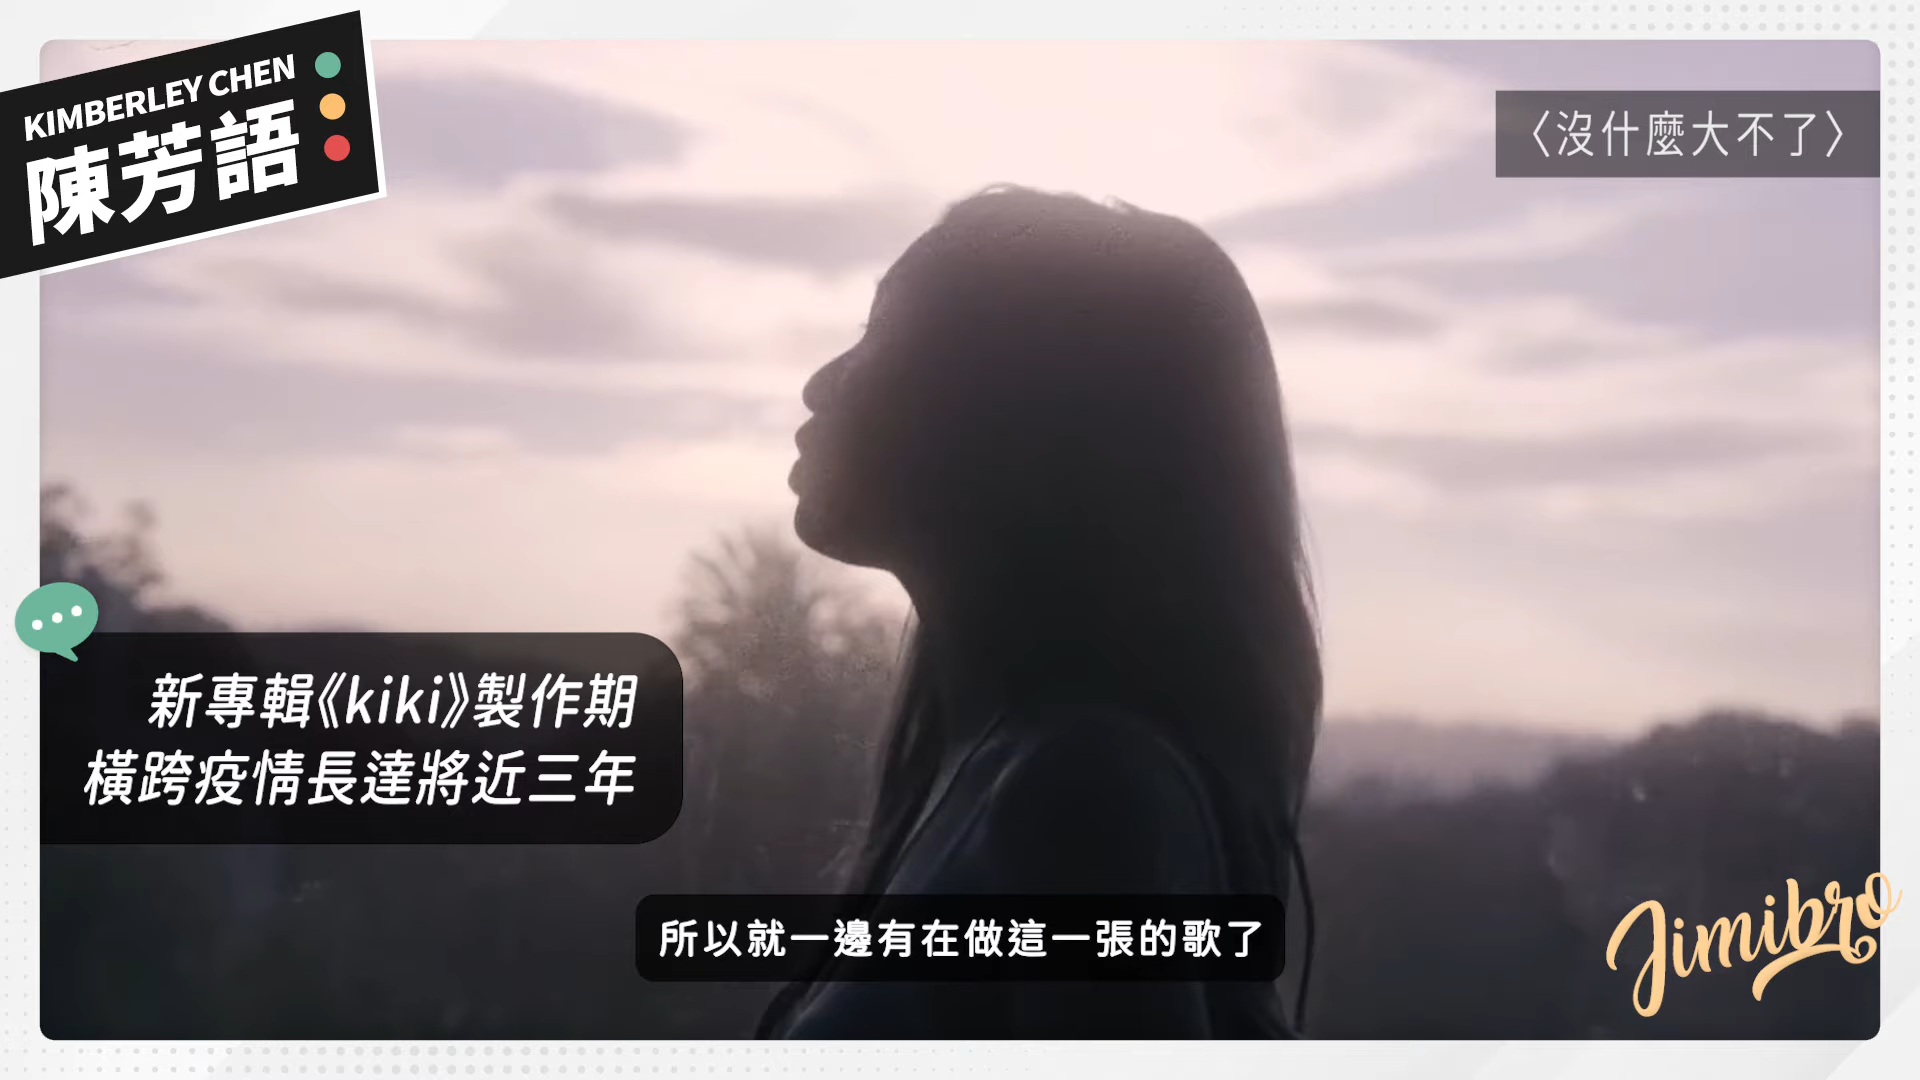 KIMBERLEY CHEN
陳芳語
〈沒什麼大不了〉
新專輯《kiki》製作期
橫跨疫情長達將近三年
所以就一邊有在做這一張的歌了
Jimibro